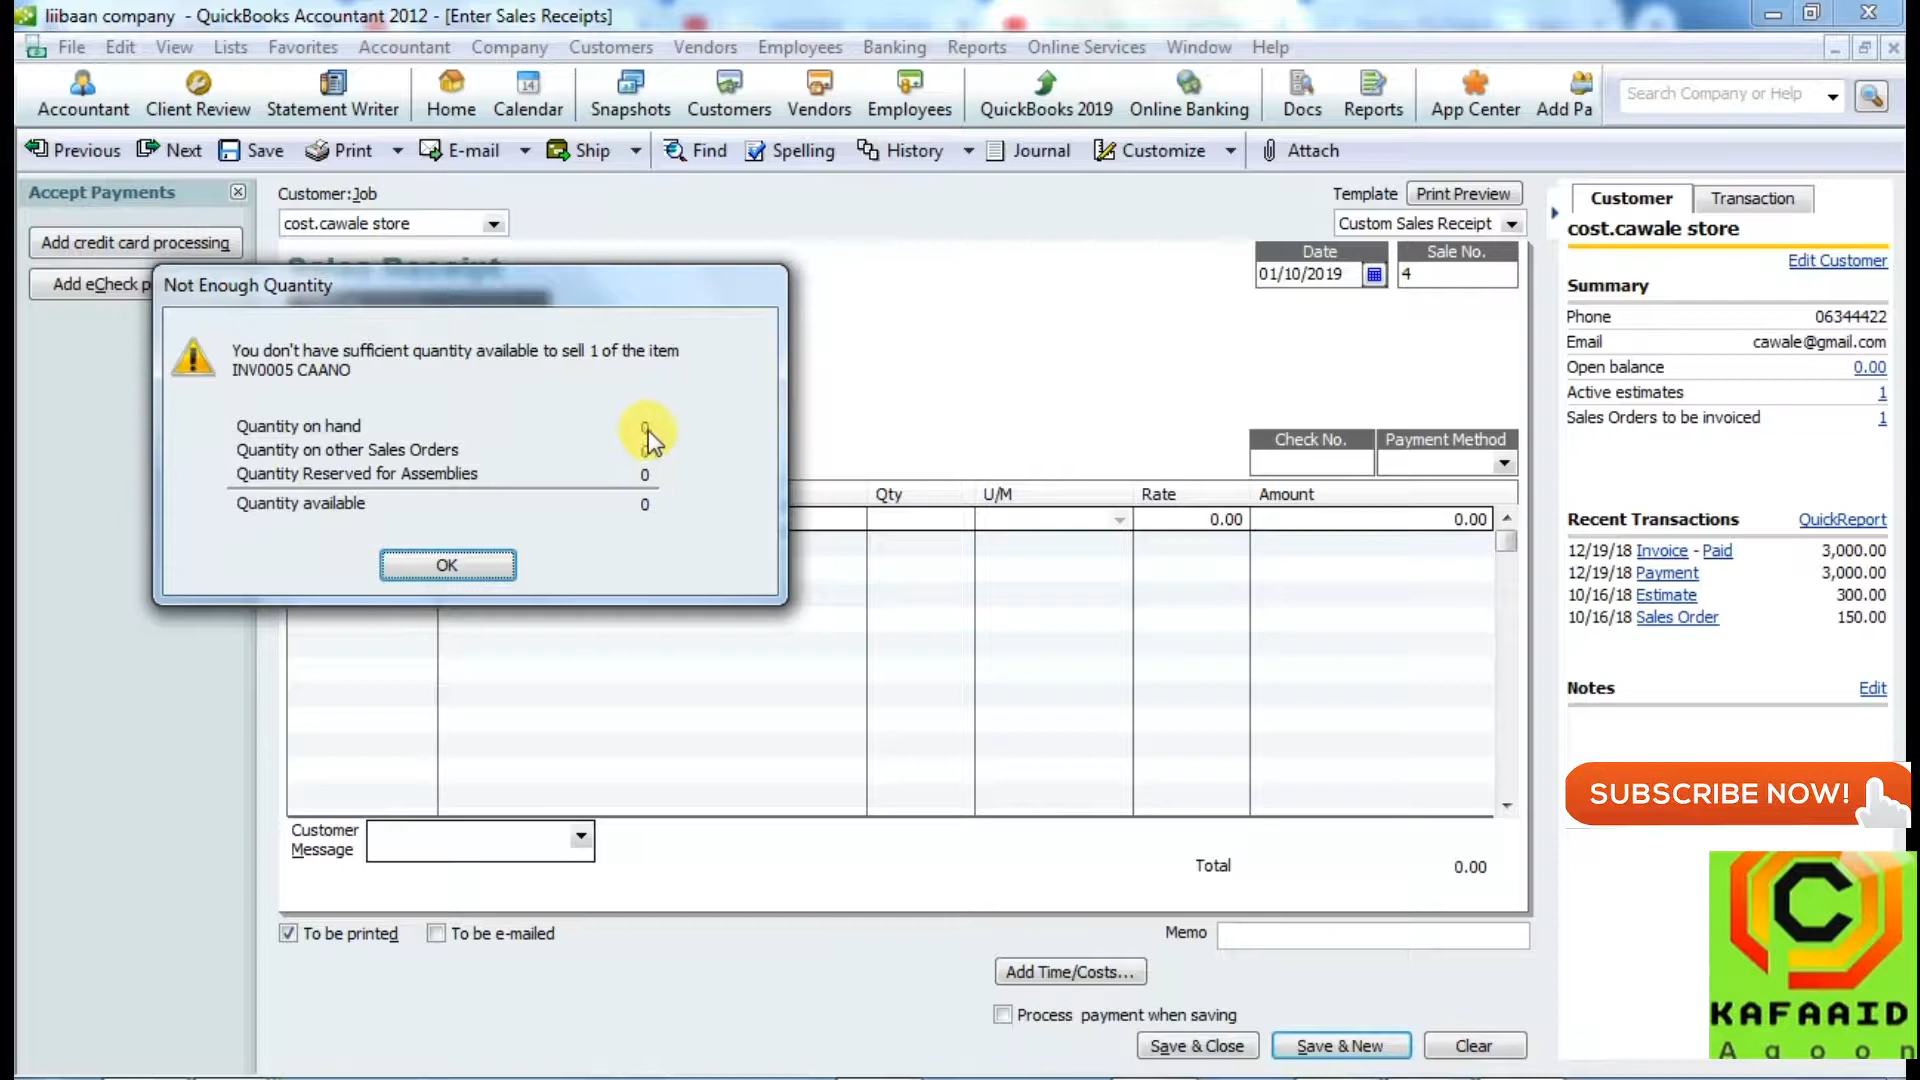 liibaan company - QuickBooks Accountant 2012 - [Enter Sales Receipts]
File Edit View Lists Favorites Accountant Company Customers Vendors Employees Banking Reports Online Services Window Help
Accountant Client Review Statement Writer Home Calendar Snapshots Customers Vendors Employees QuickBooks 2019 Online Banking Docs Reports App Center Add Pa
Search Company or Help
Previous Next Save Print E-mail Ship Find Spelling History Journal Customize Attach
Accept Payments
Add credit card processing
Add eCheck p
Customer:Job
cost.cawale store
Template Print Preview
Custom Sales Receipt
Sales Receipt
Date Sale No.
01/10/2019 4
Check No. Payment Method
Qty U/M Rate Amount
0.00 0.00
Not Enough Quantity
You don't have sufficient quantity available to sell 1 of the item
INV0005 CAANO
Quantity on hand 0
Quantity on other Sales Orders
Quantity Reserved for Assemblies 0
Quantity available 0
OK
Customer
Message
Total 0.00
To be printed To be e-mailed
Memo
Add Time/Costs...
Process payment when saving
Save & Close Save & New Clear
Customer Transaction
cost.cawale store
Edit Customer
Summary
Phone 06344422
Email cawale@gmail.com
Open balance 0.00
Active estimates 1
Sales Orders to be invoiced 1
Recent Transactions QuickReport
12/19/18 Invoice - Paid 3,000.00
12/19/18 Payment 3,000.00
10/16/18 Estimate 300.00
10/16/18 Sales Order 150.00
Notes Edit
SUBSCRIBE NOW!
KAFAAID
Aqoon